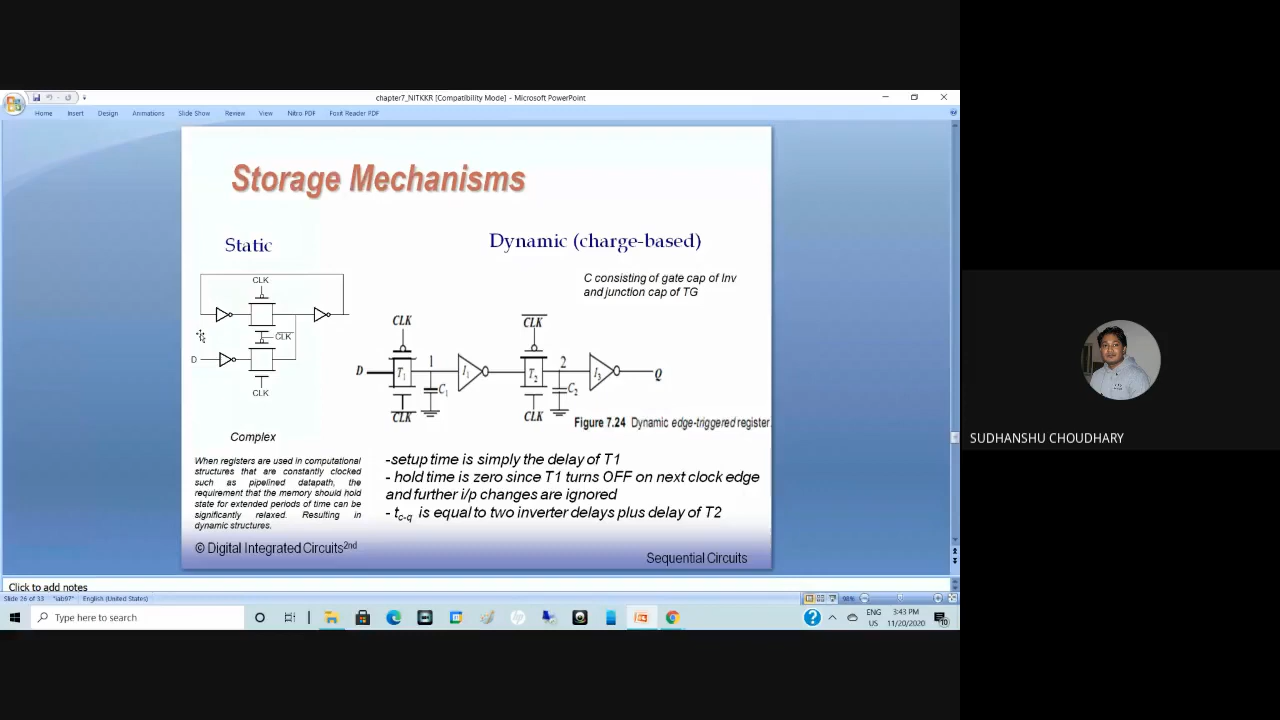 chapter7_NITKKR [Compatibility Mode] - Microsoft PowerPoint
Home Insert Design Animations Slide Show Review View Nitro PDF Foxit Reader PDF
Storage Mechanisms
Static
Dynamic (charge-based)
C consisting of gate cap of Inv
and junction cap of TG
CLK
CLK
D
CLK
CLK
CLK
D
T1
1
I1
C1
CLK
T2
2
I3
C2
Q
CLK
CLK
Figure 7.24 Dynamic edge-triggered register.
Complex
When registers are used in computational
structures that are constantly clocked
such as pipelined datapath, the
requirement that the memory should hold
state for extended periods of time can be
significantly relaxed. Resulting in
dynamic structures.
-setup time is simply the delay of T1
- hold time is zero since T1 turns OFF on next clock edge
and further i/p changes are ignored
- tc-q is equal to two inverter delays plus delay of T2
© Digital Integrated Circuits2nd
Sequential Circuits
SUDHANSHU CHOUDHARY
Click to add notes
Slide 26 of 33 "lab97" English (United States) 98%
Type here to search
ENG
US
3:43 PM
11/20/2020
10